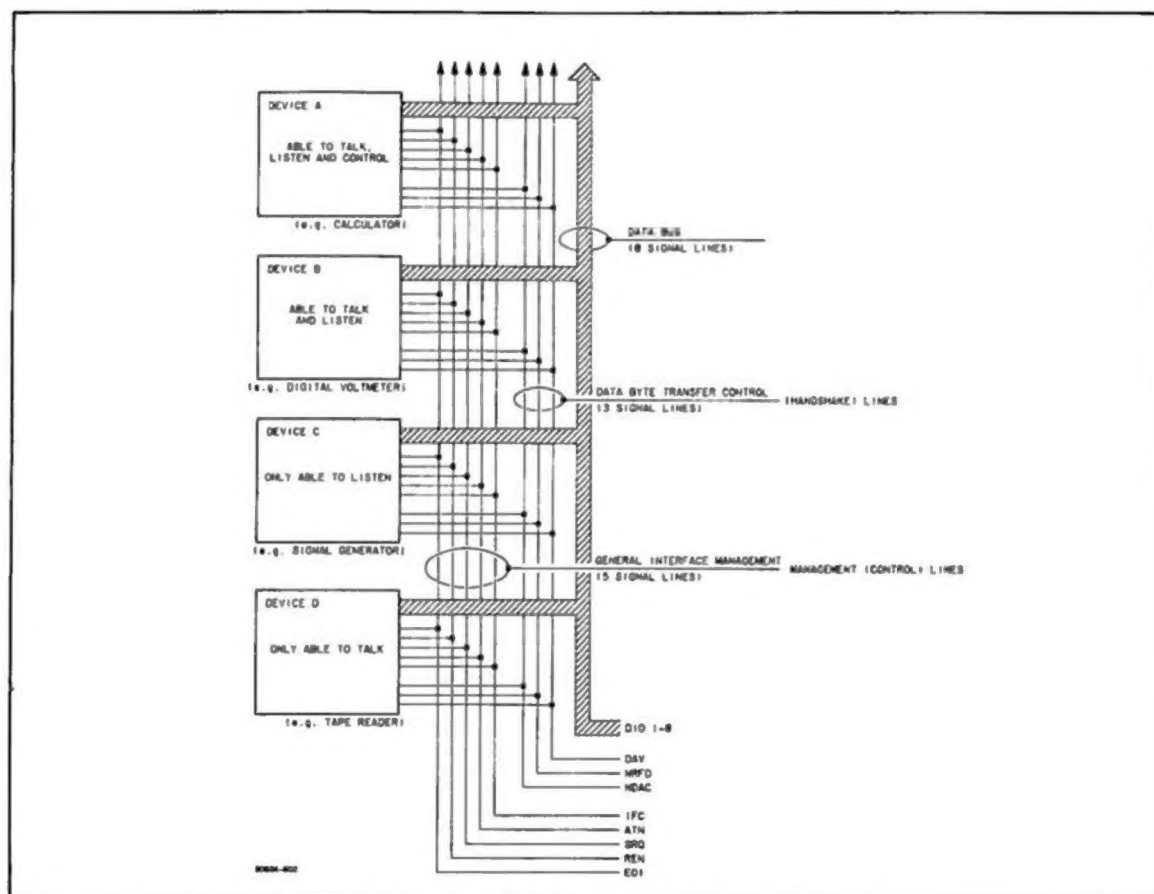 DEVICE A
ABLE TO TALK,
LISTEN AND CONTROL
(e.g. CALCULATOR)
DATA BUS
(8 SIGNAL LINES)
DEVICE B
ABLE TO TALK
AND LISTEN
(e.g. DIGITAL VOLTMETER)
DATA BYTE TRANSFER CONTROL
(3 SIGNAL LINES)
(HANDSHAKE) LINES
DEVICE C
ONLY ABLE TO LISTEN
(e.g. SIGNAL GENERATOR)
GENERAL INTERFACE MANAGEMENT
(5 SIGNAL LINES)
MANAGEMENT (CONTROL) LINES
DEVICE D
ONLY ABLE TO TALK
(e.g. TAPE READER)
DIO 1-8
DAV
NRFD
NDAC
IFC
ATN
SRQ
REN
EOI